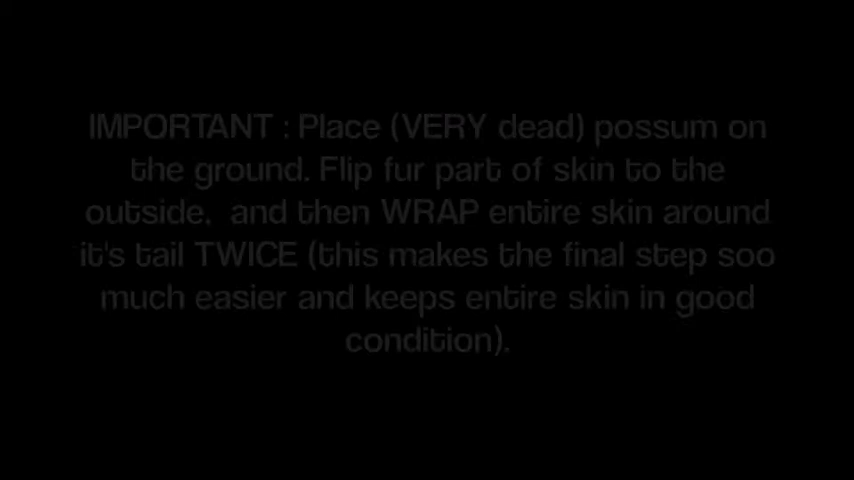 IMPORTANT : Place (VERY dead) possum on
the ground. Flip fur part of skin to the
outside,  and then WRAP entire skin around
it's tail TWICE (this makes the final step soo
much easier and keeps entire skin in good
condition).